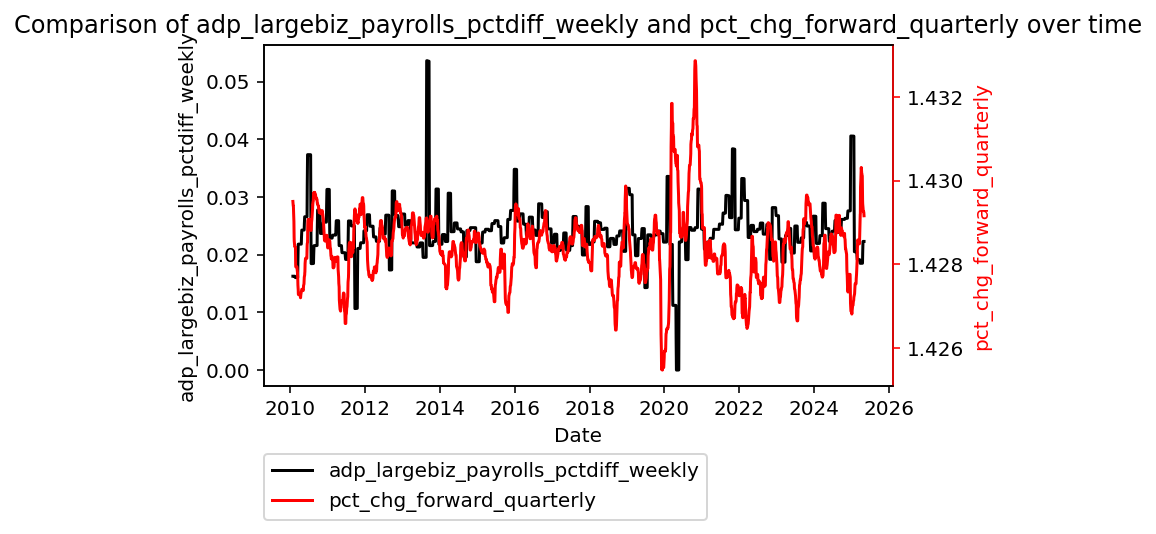 Comparison of adp_largebiz_payrolls_pctdiff_weekly and pct_chg_forward_quarterly over time
adp_largebiz_payrolls_pctdiff_weekly
0.05
0.04
0.03
0.02
0.01
0.00
1.432
1.430
1.428
1.426
pct_chg_forward_quarterly
2010 2012 2014 2016 2018 2020 2022 2024 2026
Date
adp_largebiz_payrolls_pctdiff_weekly
pct_chg_forward_quarterly